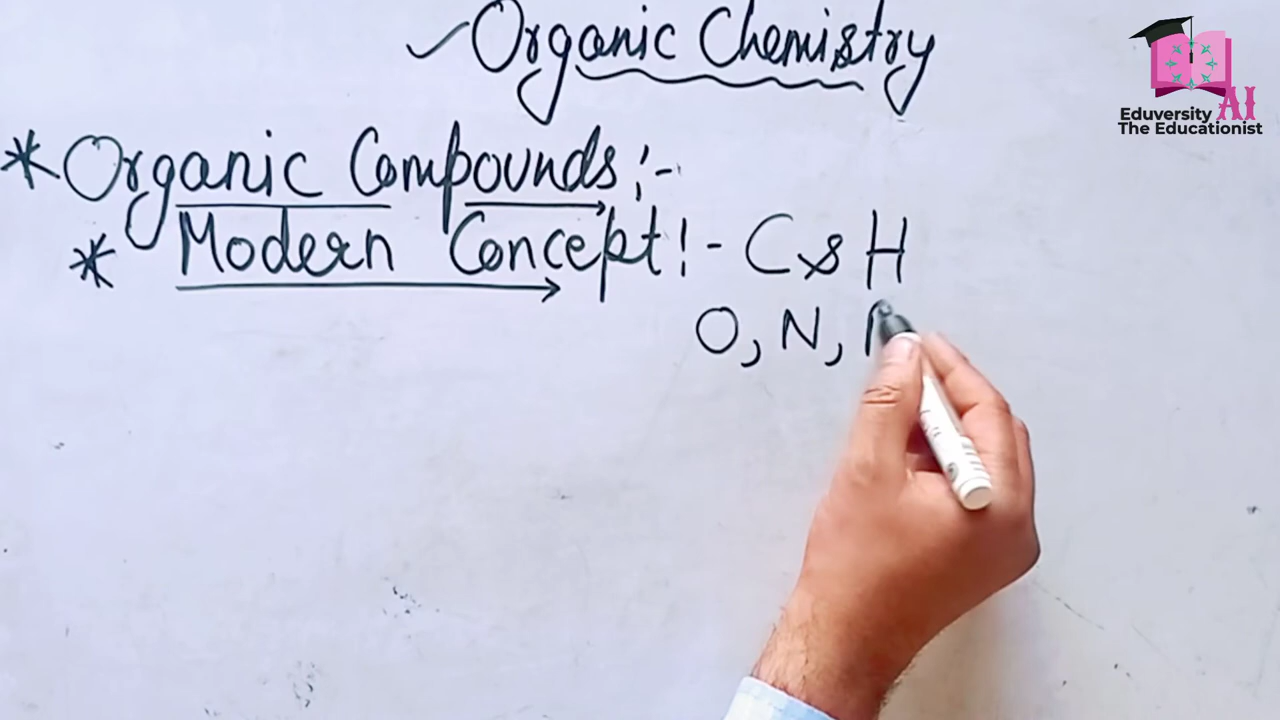 Organic Chemistry
* Organic Compounds :-
* Modern Concept :- C & H
O, N,
Eduversity AI
The Educationist